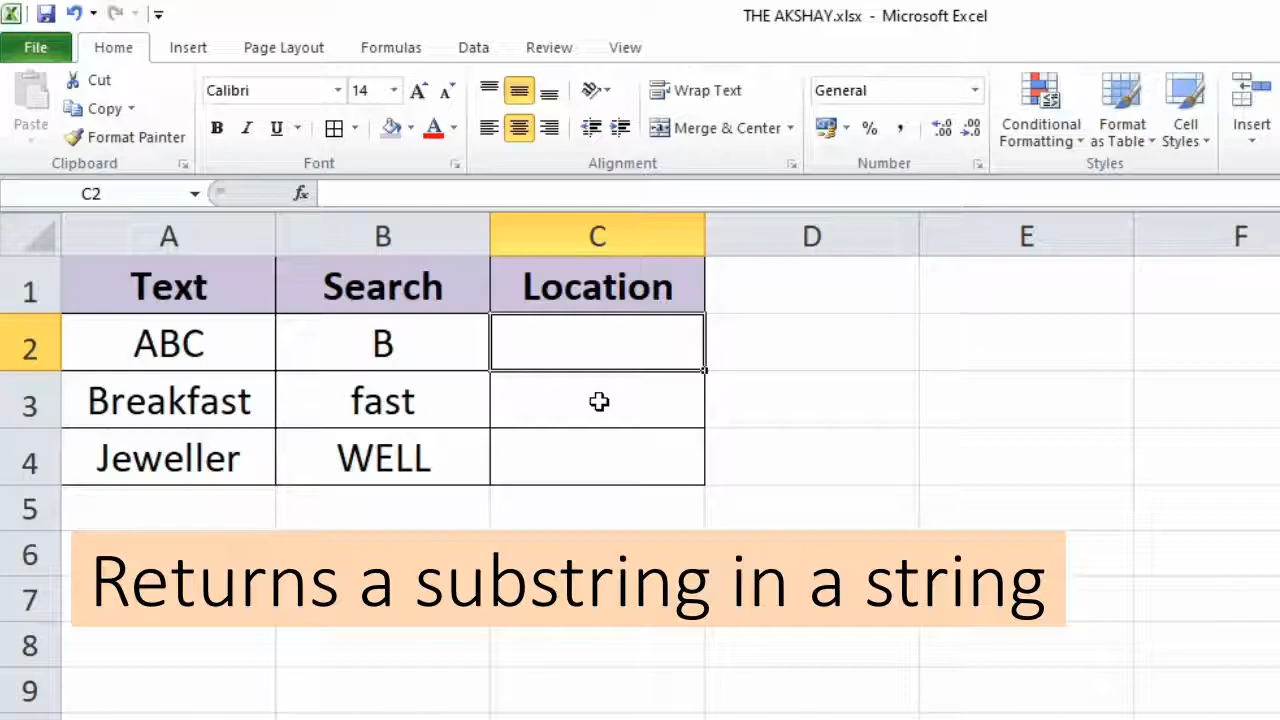 THE AKSHAY.xlsx - Microsoft Excel
File Home Insert Page Layout Formulas Data Review View
Paste
Cut
Copy
Format Painter
Clipboard
Calibri 14 A A
B I U A
Font
Wrap Text
Merge & Center
Alignment
General
% , .00 .0 .00
Number
Conditional Formatting
Format as Table
Cell Styles
Styles
Insert
C2 fx
A B C D E F
1 Text Search Location
2 ABC B
3 Breakfast fast
4 Jeweller WELL
5
6
7
8
9
Returns a substring in a string